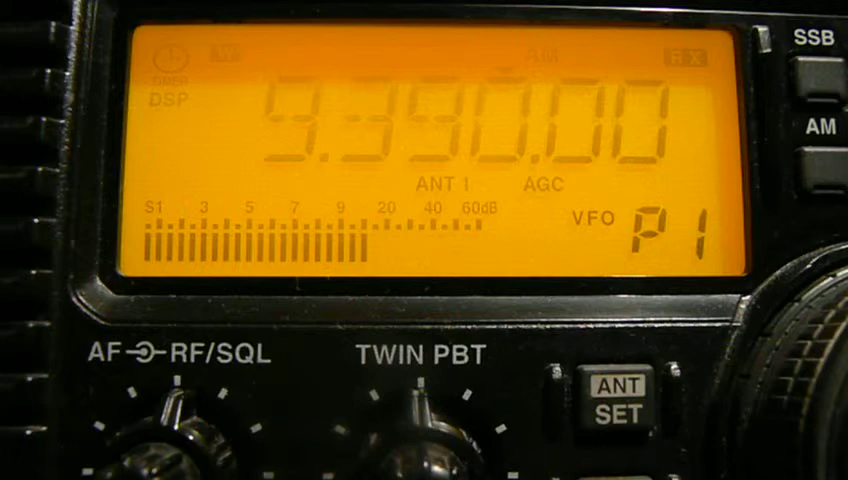 W AM RX
TIMER
DSP
9.390.00
ANT 1 AGC
S1 3 5 7 9 20 40 60dB
VFO P1
SSB
AM
AF RF/SQL
TWIN PBT
ANT
SET